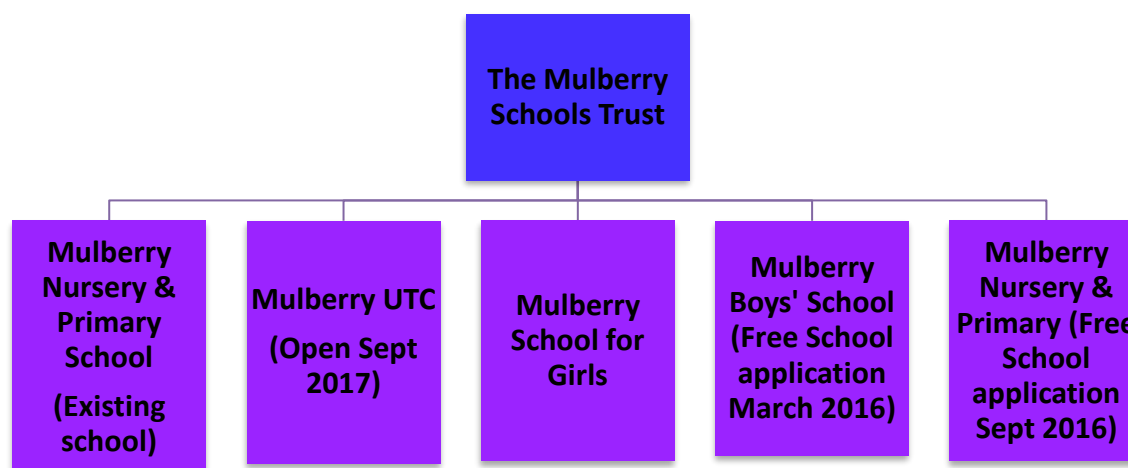 The Mulberry
Schools Trust
Mulberry
Nursery &
Primary
School
(Existing
school)
Mulberry UTC
(Open Sept
2017)
Mulberry
School for
Girls
Mulberry
Boys' School
(Free School
application
March 2016)
Mulberry
Nursery &
Primary (Free
School
application
Sept 2016)